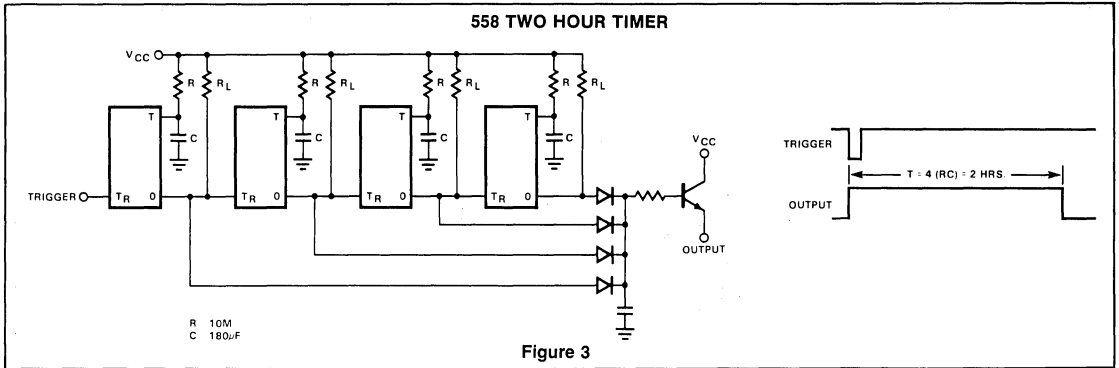 558 TWO HOUR TIMER
VCC
R RL R RL R RL R RL
T T T T
C C C C
VCC
TRIGGER
TR 0 TR 0 TR 0 TR 0
OUTPUT
R 10M
C 180μF
TRIGGER
T = 4 (RC) = 2 HRS.
OUTPUT
Figure 3